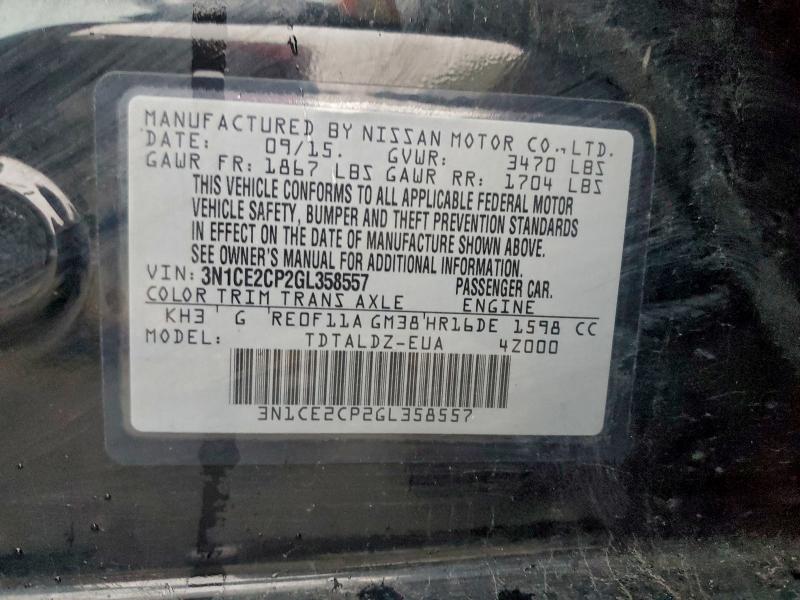 MANUFACTURED BY NISSAN MOTOR CO., LTD.
DATE: 09/15. GVWR: 3470 LBS
GAWR FR: 1867 LBS GAWR RR: 1704 LBS
THIS VEHICLE CONFORMS TO ALL APPLICABLE FEDERAL MOTOR
VEHICLE SAFETY, BUMPER AND THEFT PREVENTION STANDARDS
IN EFFECT ON THE DATE OF MANUFACTURE SHOWN ABOVE.
SEE OWNER'S MANUAL FOR ADDITIONAL INFORMATION.
VIN: 3N1CE2CP2GL358557 PASSENGER CAR.
COLOR TRIM TRANS AXLE ENGINE
KH3 G RE0F11A GM38 HR16DE 1598 CC
MODEL: TDTALDZ-EUA 4Z000
3N1CE2CP2GL358557